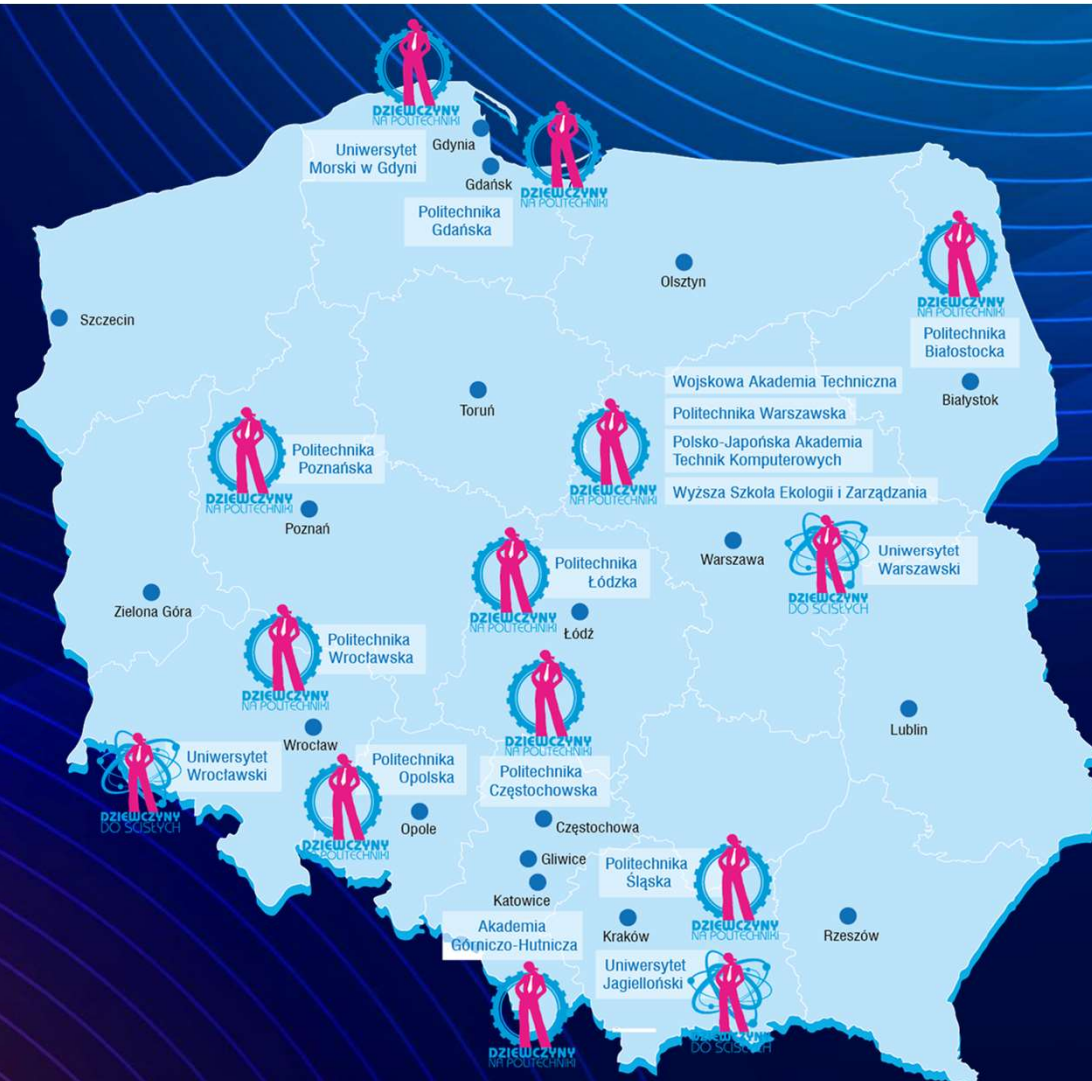 DZIEWCZYNY
NA POLITECHNIKI
Uniwersytet
Morski w Gdyni
Gdynia
Gdańsk
DZIEWCZYNY
NA POLITECHNIKI
Politechnika
Gdańska
Olsztyn
DZIEWCZYNY
NA POLITECHNIKI
Politechnika
Białostocka
Białystok
Szczecin
Toruń
Wojskowa Akademia Techniczna
Politechnika Warszawska
Polsko-Japońska Akademia
Technik Komputerowych
Wyższa Szkoła Ekologii i Zarządzania
DZIEWCZYNY
NA POLITECHNIKI
Politechnika
Poznańska
DZIEWCZYNY
NA POLITECHNIKI
Poznań
Warszawa
Uniwersytet
Warszawski
DZIEWCZYNY
DO ŚCISŁYCH
Politechnika
Łódzka
DZIEWCZYNY
NA POLITECHNIKI
Łódź
Zielona Góra
Politechnika
Wrocławska
DZIEWCZYNY
NA POLITECHNIKI
Wrocław
Lublin
DZIEWCZYNY
NA POLITECHNIKI
Politechnika
Częstochowska
Częstochowa
Uniwersytet
Wrocławski
DZIEWCZYNY
DO ŚCISŁYCH
Politechnika
Opolska
DZIEWCZYNY
NA POLITECHNIKI
Opole
Gliwice
Katowice
Politechnika
Śląska
DZIEWCZYNY
NA POLITECHNIKI
Akademia
Górniczo-Hutnicza
Kraków
Rzeszów
Uniwersytet
Jagielloński
DZIEWCZYNY
DO ŚCISŁYCH
DZIEWCZYNY
NA POLITECHNIKI